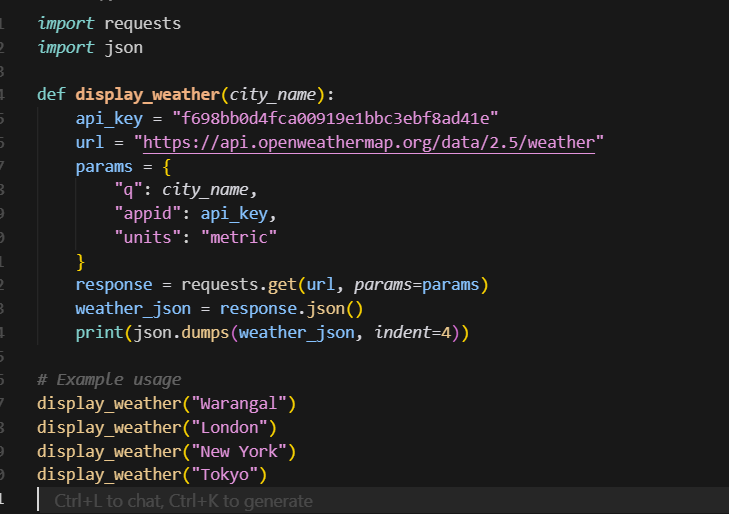 import requests
import json
def display_weather(city_name):
    api_key = "f698bb0d4fca00919e1bbc3ebf8ad41e"
    url = "https://api.openweathermap.org/data/2.5/weather"
    params = {
        "q": city_name,
        "appid": api_key,
        "units": "metric"
    }
    response = requests.get(url, params=params)
    weather_json = response.json()
    print(json.dumps(weather_json, indent=4))
# Example usage
display_weather("Warangal")
display_weather("London")
display_weather("New York")
display_weather("Tokyo")
Ctrl+L to chat, Ctrl+K to generate